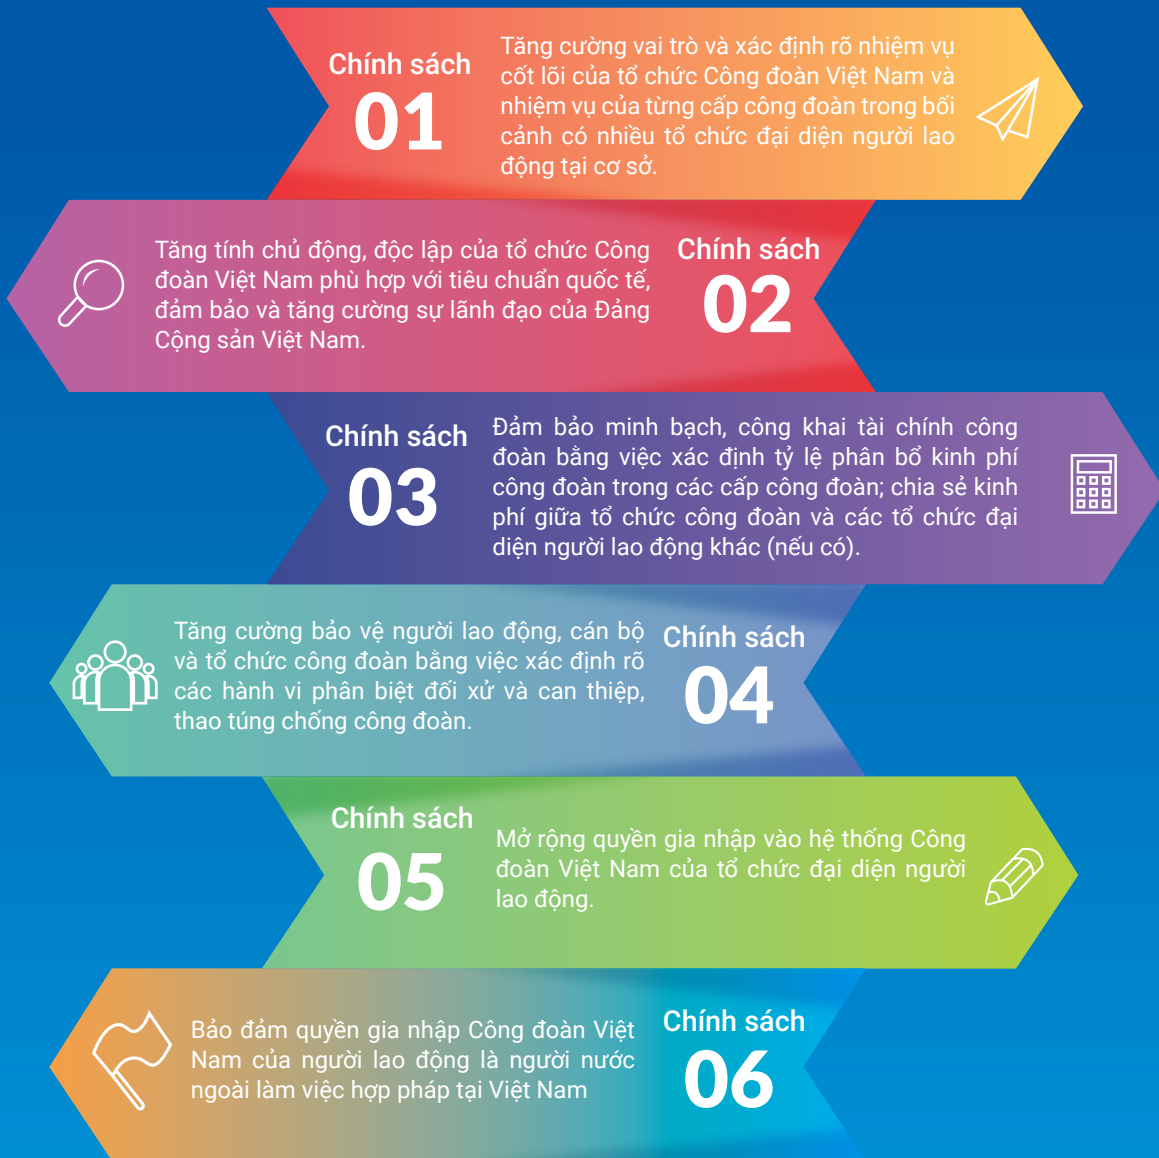 Chính sách
01
Tăng cường vai trò và xác định rõ nhiệm vụ
cốt lõi của tổ chức Công đoàn Việt Nam và
nhiệm vụ của từng cấp công đoàn trong bối
cảnh có nhiều tổ chức đại diện người lao
động tại cơ sở.
Tăng tính chủ động, độc lập của tổ chức Công
đoàn Việt Nam phù hợp với tiêu chuẩn quốc tế,
đảm bảo và tăng cường sự lãnh đạo của Đảng
Cộng sản Việt Nam.
Chính sách
02
Chính sách
03
Đảm bảo minh bạch, công khai tài chính công
đoàn bằng việc xác định tỷ lệ phân bổ kinh phí
công đoàn trong các cấp công đoàn; chia sẻ kinh
phí giữa tổ chức công đoàn và các tổ chức đại
diện người lao động khác (nếu có).
Tăng cường bảo vệ người lao động, cán bộ
và tổ chức công đoàn bằng việc xác định rõ
các hành vi phân biệt đối xử và can thiệp,
thao túng chống công đoàn.
Chính sách
04
Chính sách
05
Mở rộng quyền gia nhập vào hệ thống Công
đoàn Việt Nam của tổ chức đại diện người
lao động.
Bảo đảm quyền gia nhập Công đoàn Việt
Nam của người lao động là người nước
ngoài làm việc hợp pháp tại Việt Nam
Chính sách
06